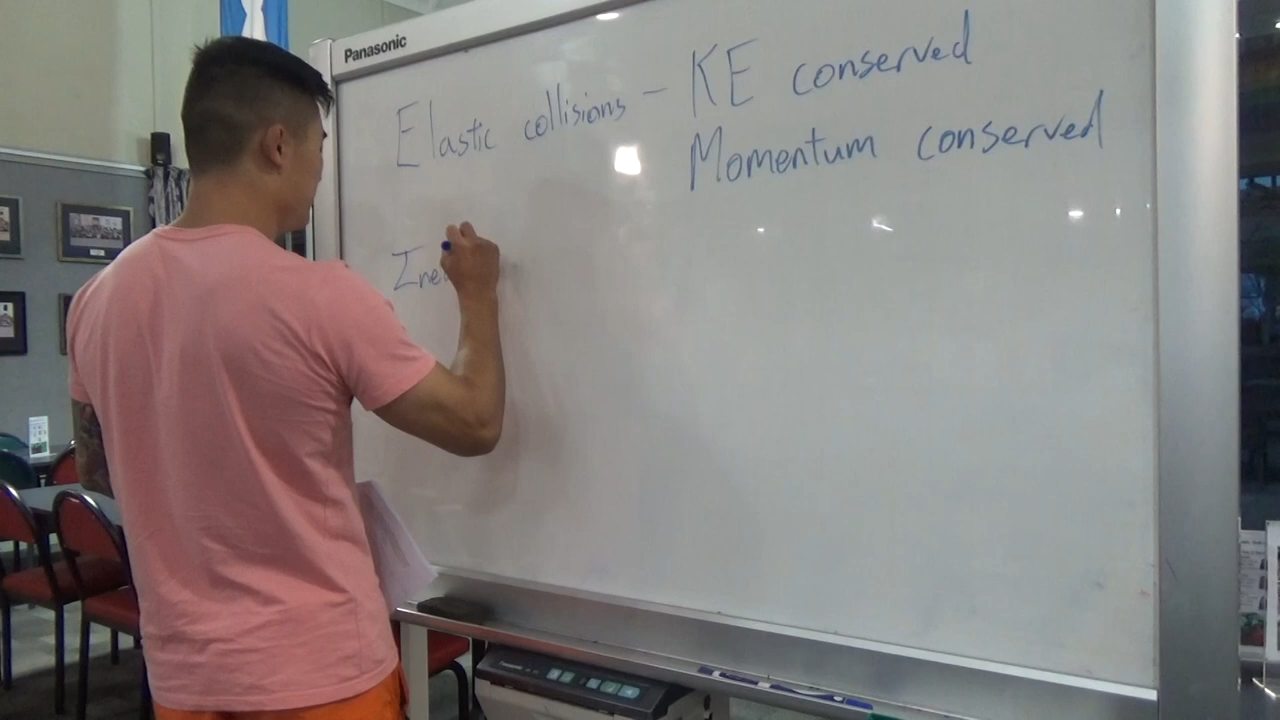 Panasonic
Elastic collisions - KE conserved
Momentum conserved